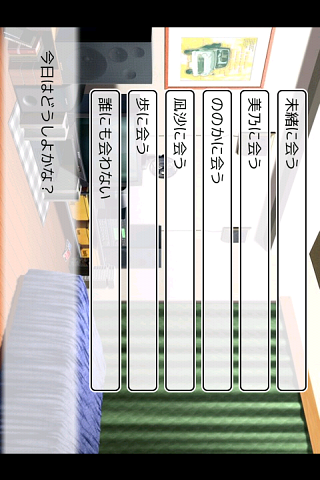 未緒に会う
美乃に会う
ののかに会う
凪沙に会う
歩に会う
誰にも会わない
今日はどうしよかな？